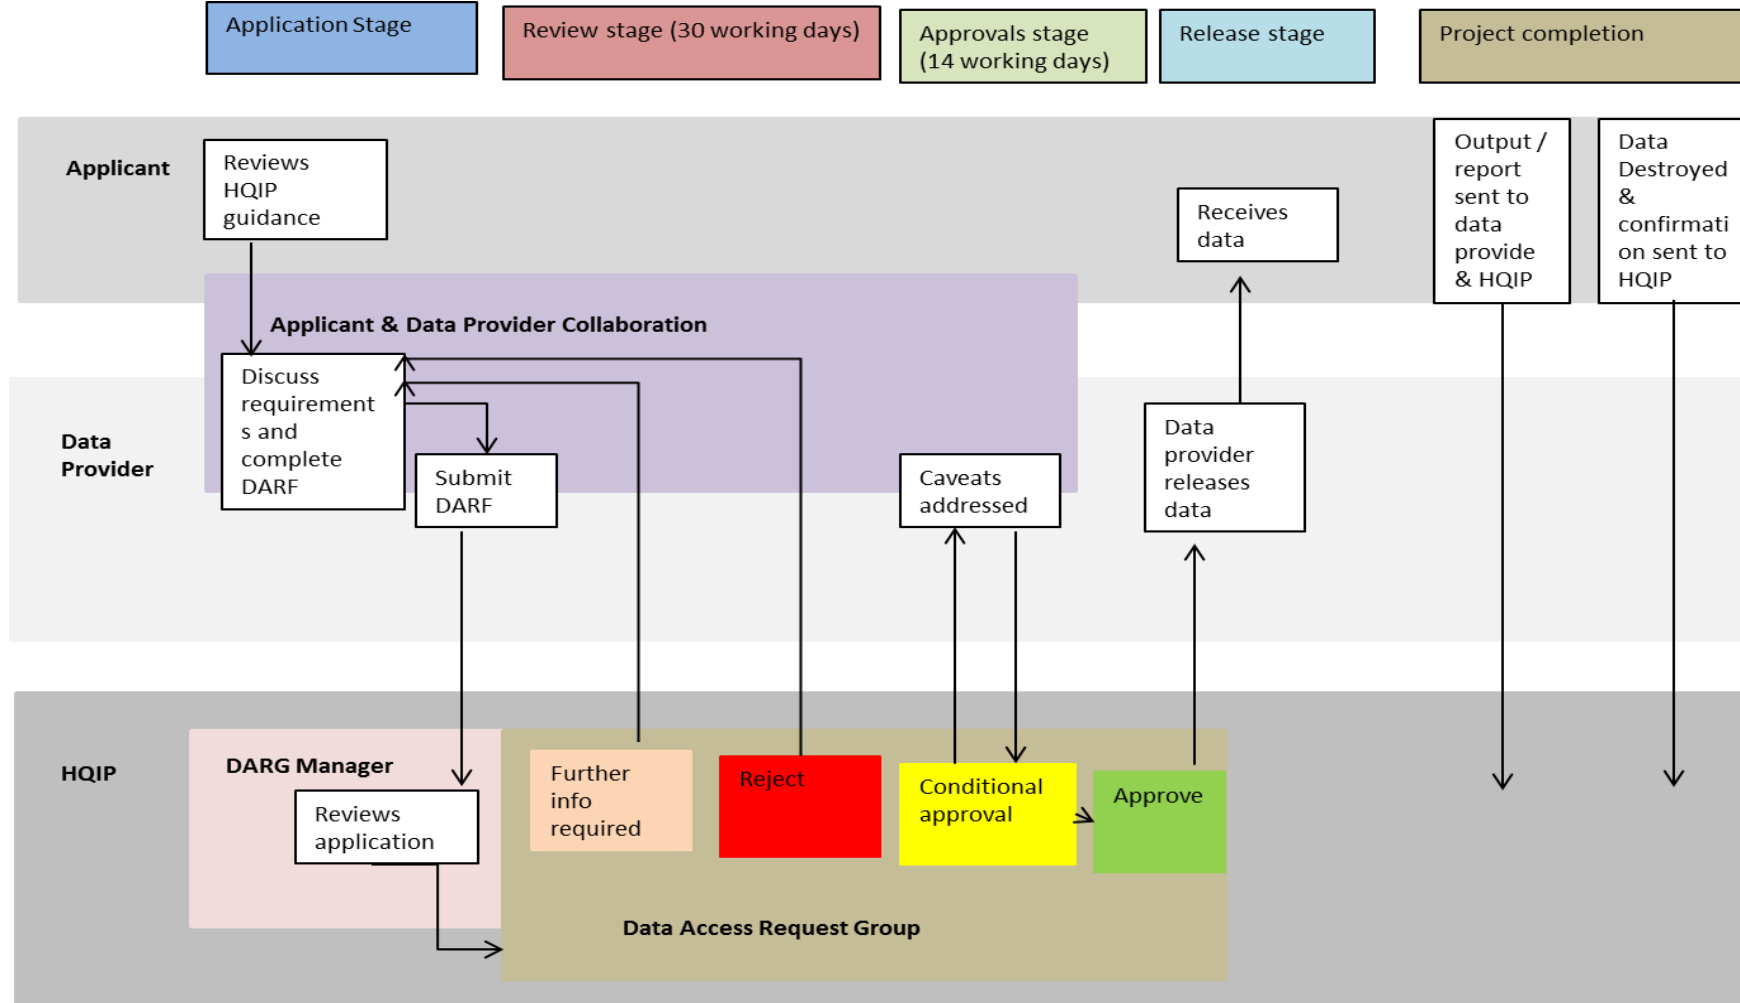 Application Stage
Review stage (30 working days)
Approvals stage
(14 working days)
Release stage
Project completion
Applicant
Reviews
HQIP
guidance
Receives
data
Output /
report
sent to
data
provide
& HQIP
Data
Destroyed
&
confirmati
on sent to
HQIP
Applicant & Data Provider Collaboration
Discuss
requirement
s and
complete
DARF
Data
Provider
Submit
DARF
Caveats
addressed
Data
provider
releases
data
HQIP
DARG Manager
Reviews
application
Further
info
required
Reject
Conditional
approval
Approve
Data Access Request Group